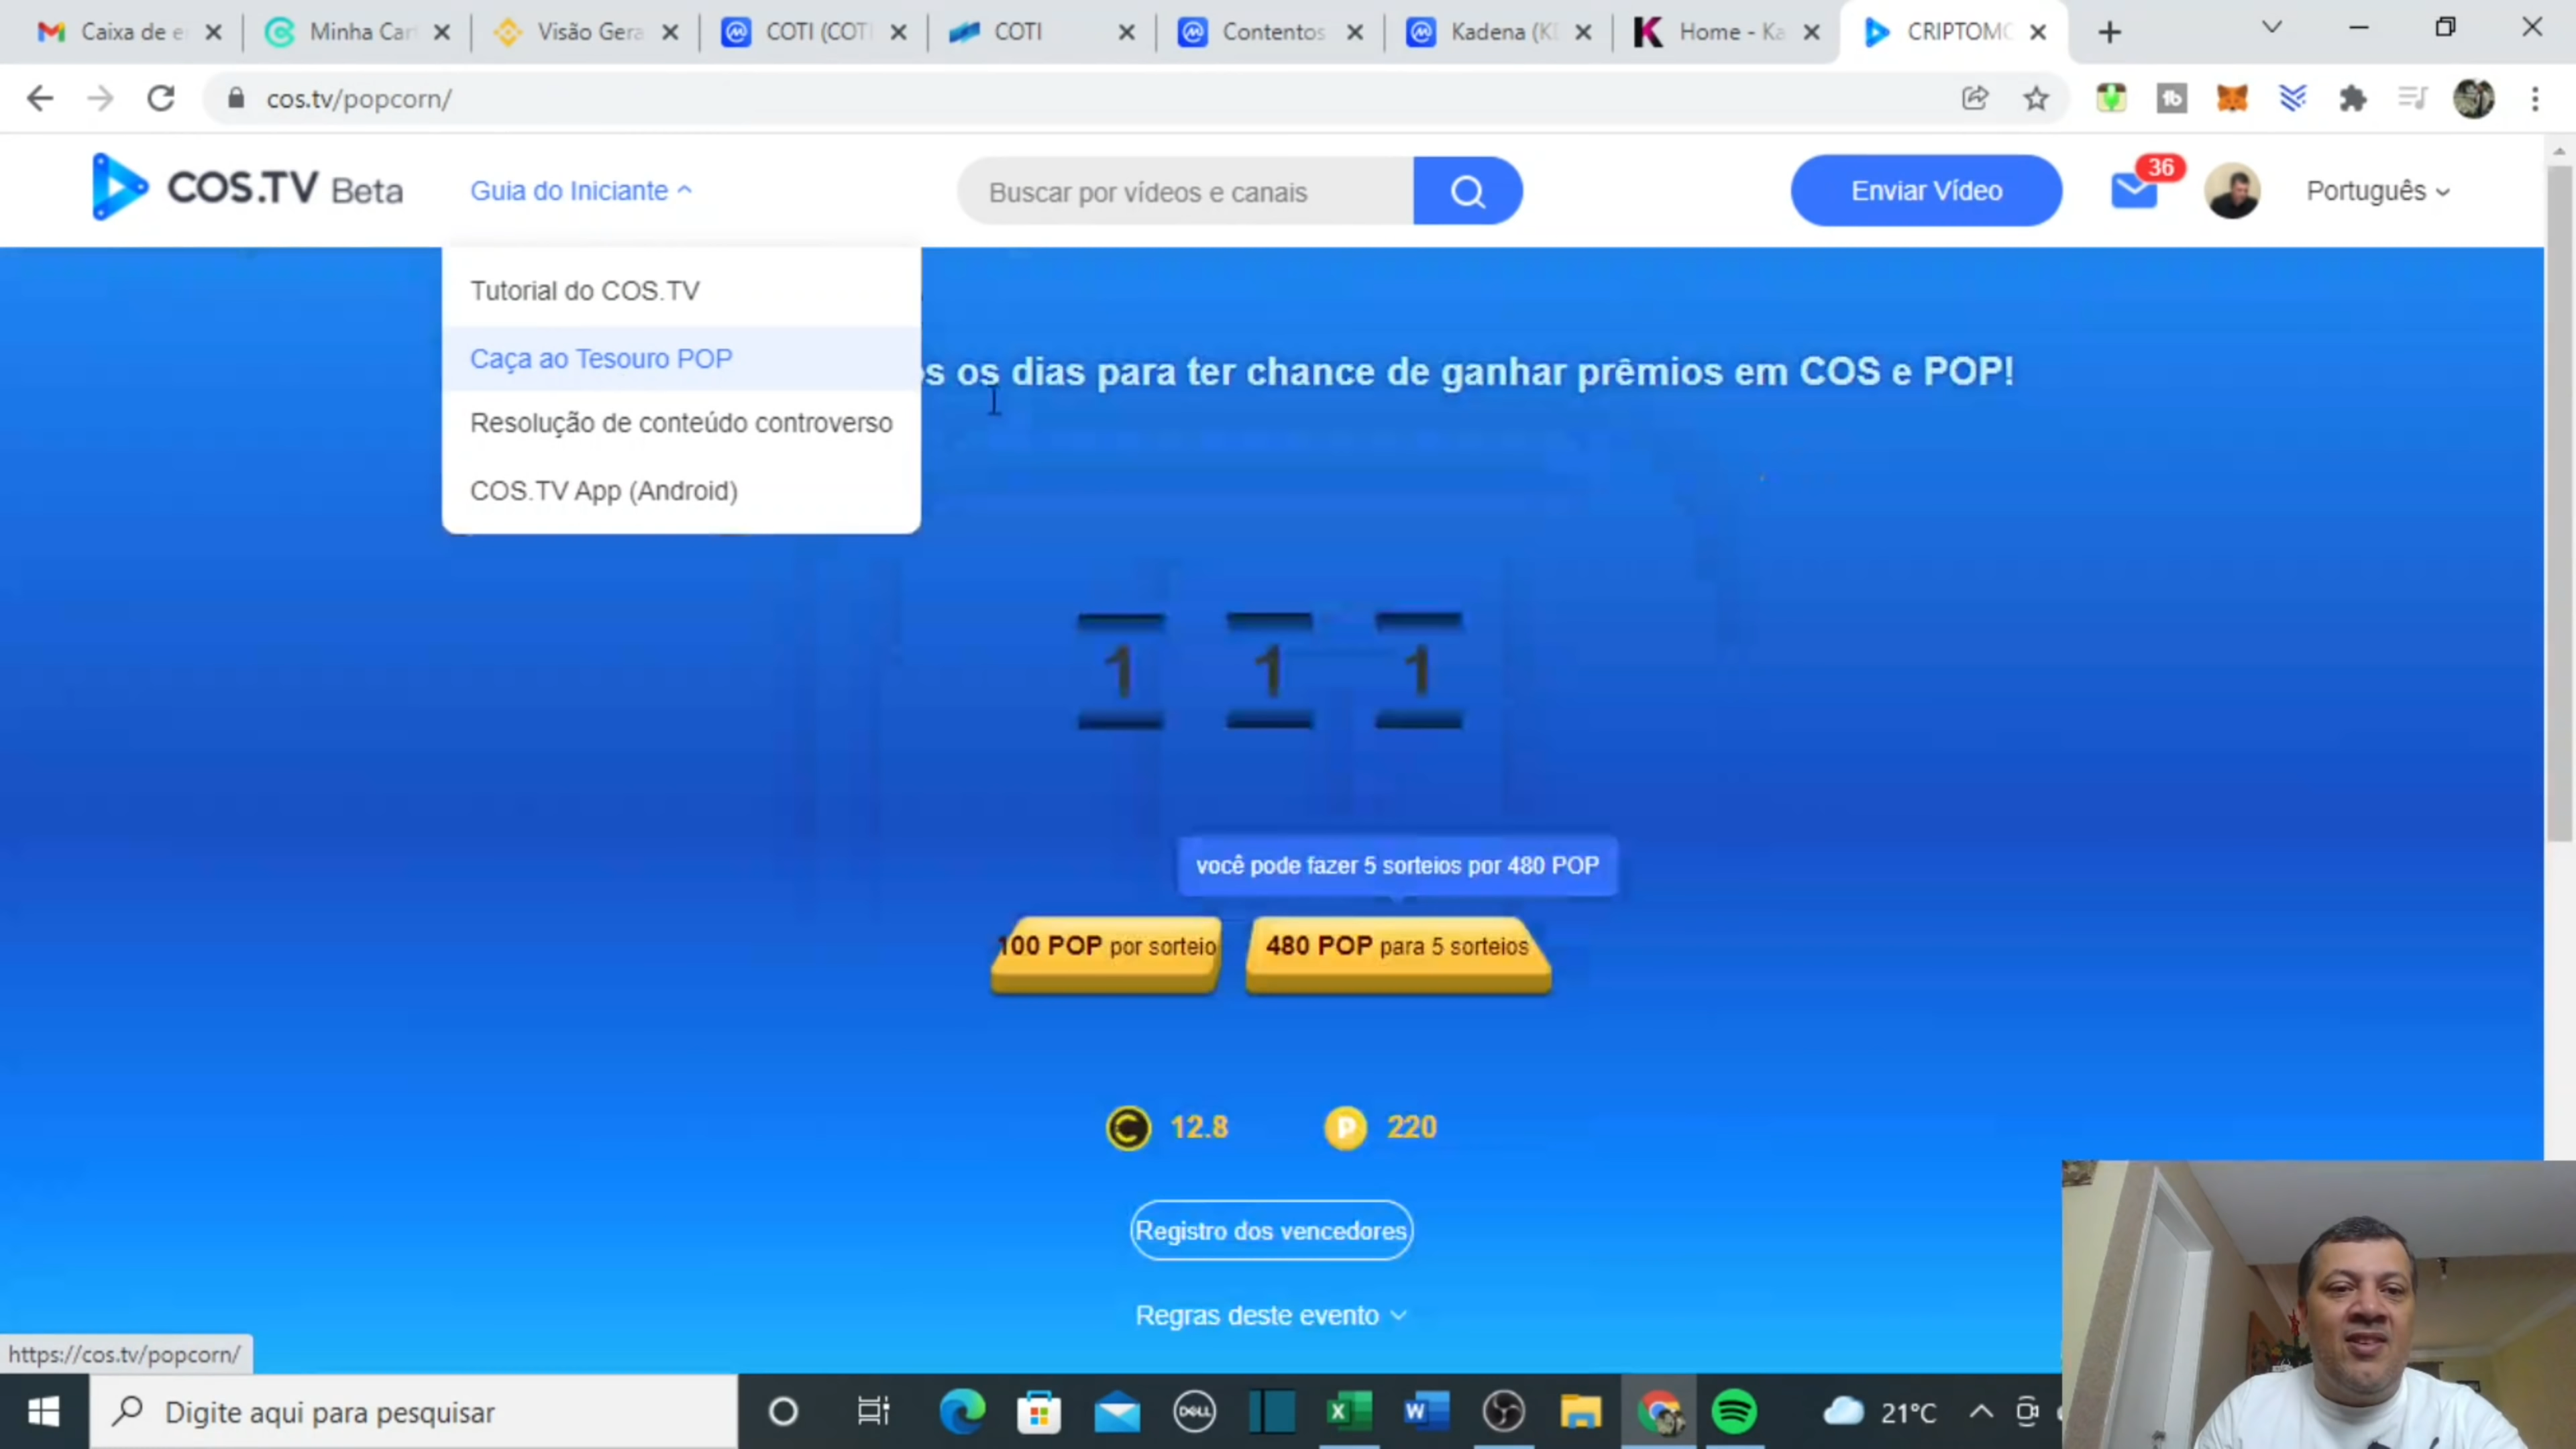 Caixa de e
Minha Car
Visão Gera
COTI (COTI
COTI
Contentos
Kadena (K
Home - Ka
CRIPTOMO
cos.tv/popcorn/
COS.TV Beta
Guia do Iniciante
Buscar por vídeos e canais
Enviar Vídeo
36
Português
Tutorial do COS.TV
Caça ao Tesouro POP
Resolução de conteúdo controverso
COS.TV App (Android)
s os dias para ter chance de ganhar prêmios em COS e POP!
1 1 1
você pode fazer 5 sorteios por 480 POP
100 POP por sorteio
480 POP para 5 sorteios
12.8
220
Registro dos vencedores
Regras deste evento
https://cos.tv/popcorn/
Digite aqui para pesquisar
DELL
21°C